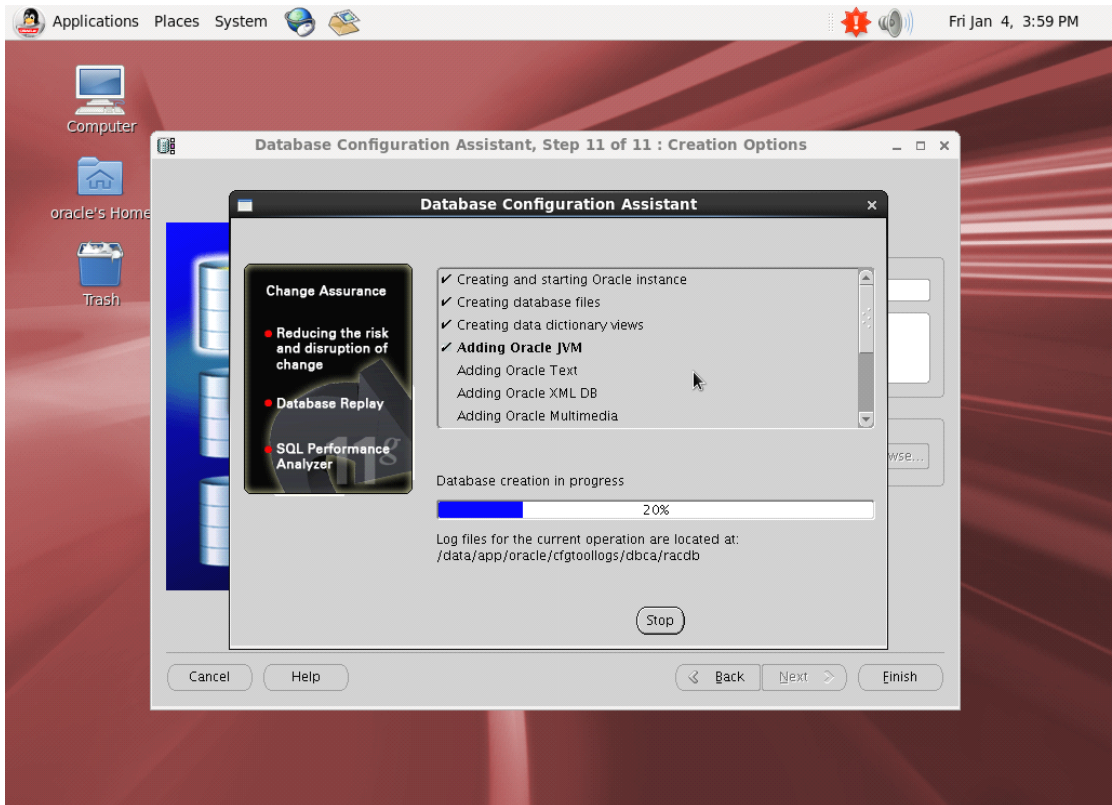 Applications Places System
Fri Jan 4, 3:59 PM
Computer
oracle's Home
Trash
Database Configuration Assistant, Step 11 of 11 : Creation Options
Database Configuration Assistant
Change Assurance
Reducing the risk
and disruption of
change
Database Replay
SQL Performance
Analyzer
11g
Creating and starting Oracle instance
Creating database files
Creating data dictionary views
Adding Oracle JVM
Adding Oracle Text
Adding Oracle XML DB
Adding Oracle Multimedia
Database creation in progress
20%
Log files for the current operation are located at:
/data/app/oracle/cfgtoollogs/dbca/racdb
Stop
wse...
Cancel
Help
Back
Next
Finish